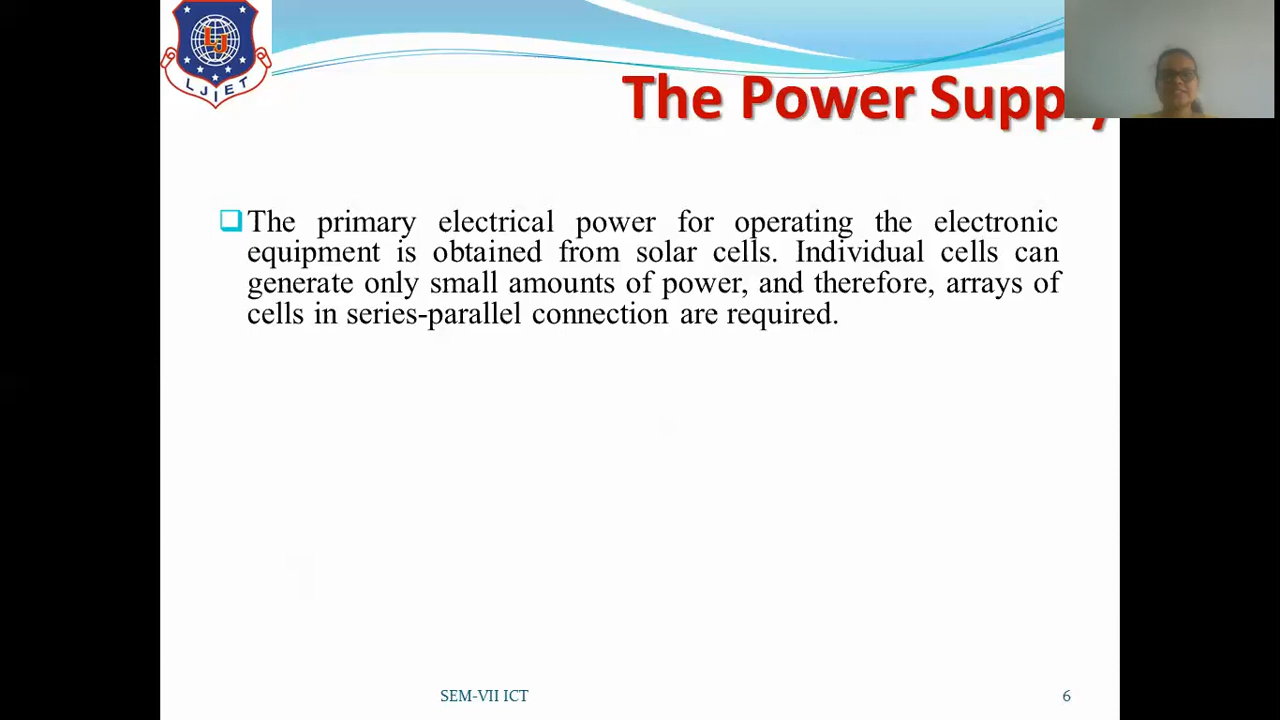 LJ
LJIET
The Power Supply
❑The primary electrical power for operating the electronic
equipment is obtained from solar cells. Individual cells can
generate only small amounts of power, and therefore, arrays of
cells in series-parallel connection are required.
SEM-VII ICT
6